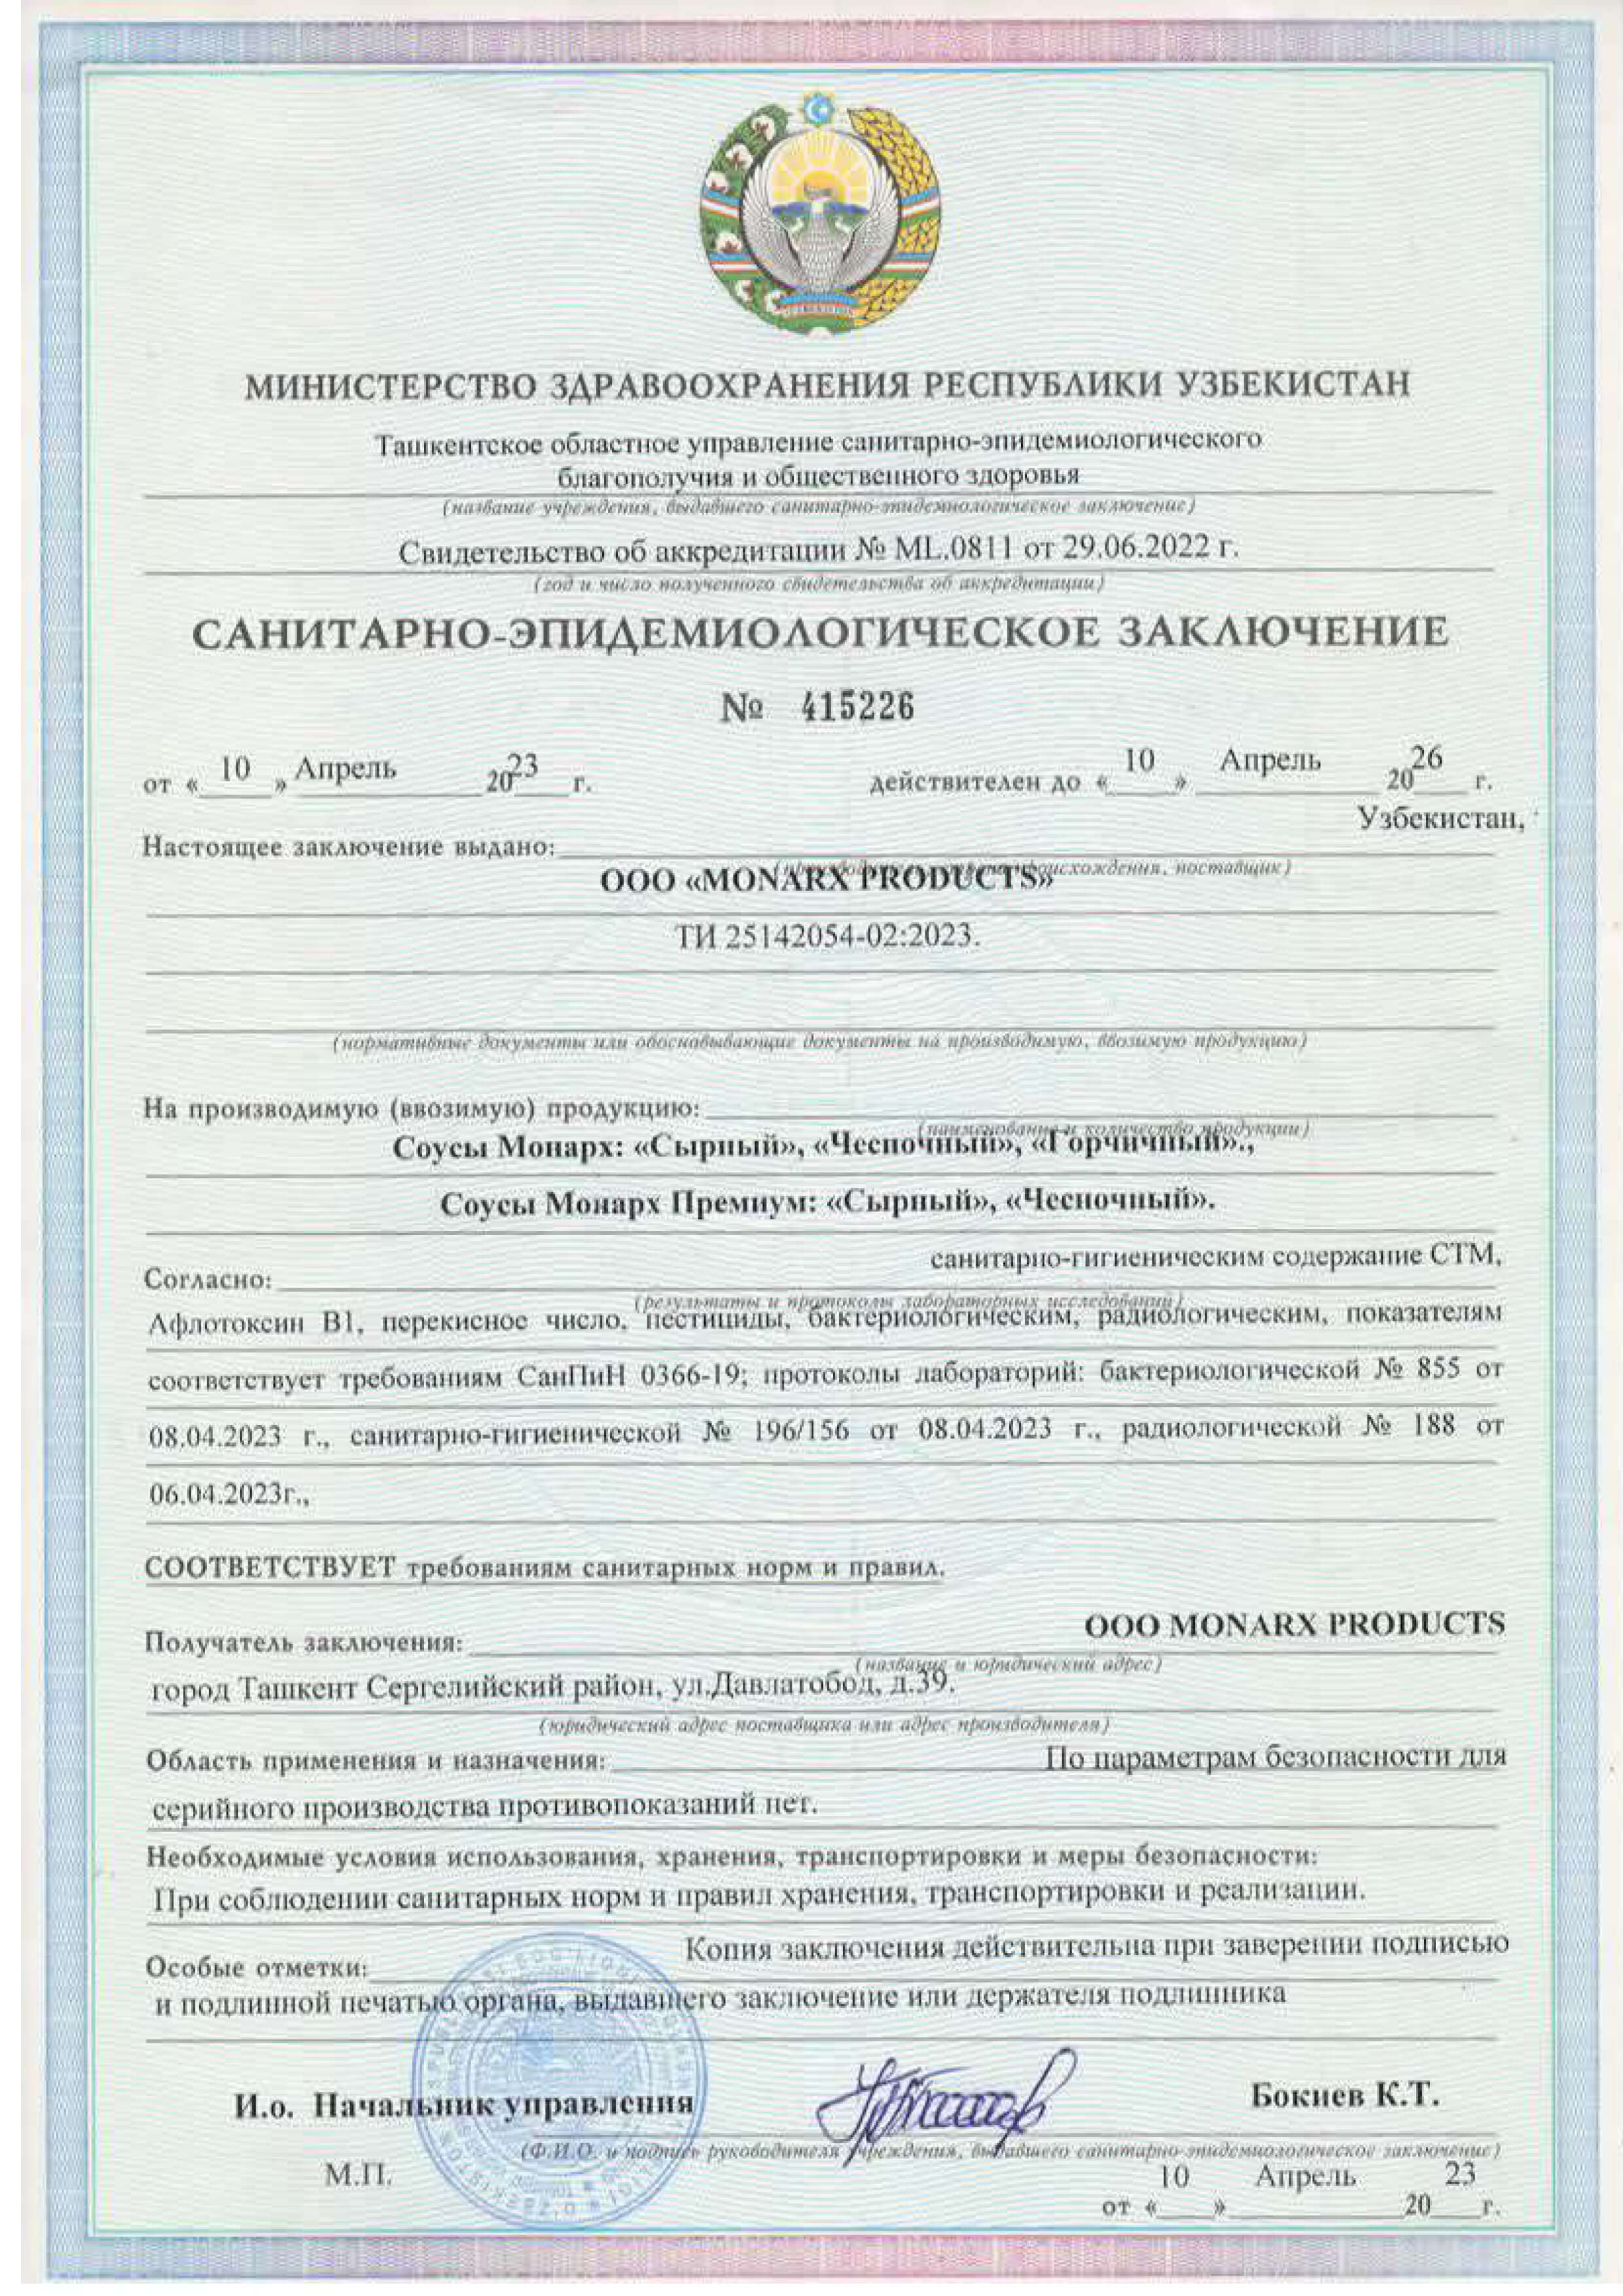 МИНИСТЕРСТВО ЗДРАВООХРАНЕНИЯ РЕСПУБЛИКИ УЗБЕКИСТАН
Ташкентское областное управление санитарно-эпидемиологического
благополучия и общественного здоровья
(название учреждения, выдавшего санитарно-эпидемиологическое заключение)
Свидетельство об аккредитации № ML.0811 от 29.06.2022 г.
(год и число полученного свидетельства об аккредитации)
САНИТАРНО-ЭПИДЕМИОЛОГИЧЕСКОЕ ЗАКЛЮЧЕНИЕ
№ 415226
от « 10 » Апрель 2023 г. действителен до « 10 » Апрель 2026 г.
Узбекистан,
Настоящее заключение выдано:
(производитель, страна происхождения, поставщик)
ООО «MONARX PRODUCTS»
ТИ 25142054-02:2023.
(нормативные документы или обосновывающие документы на производимую, ввозимую продукцию)
На производимую (ввозимую) продукцию:
(наименование и количество продукции)
Соусы Монарх: «Сырный», «Чесночный», «Горчичный».,
Соусы Монарх Премиум: «Сырный», «Чесночный».
Согласно: санитарно-гигиеническим содержание СТМ,
(результаты и протоколы лабораторных исследований)
Афлотоксин В1, перекисное число, пестициды, бактериологическим, радиологическим, показателям
соответствует требованиям СанПиН 0366-19; протоколы лабораторий: бактериологической № 855 от
08.04.2023 г., санитарно-гигиенической № 196/156 от 08.04.2023 г., радиологической № 188 от
06.04.2023г.,
СООТВЕТСТВУЕТ требованиям санитарных норм и правил.
Получатель заключения: ООО MONARX PRODUCTS
(название и юридический адрес)
город Ташкент Сергелийский район, ул.Давлатобод, д.39.
(юридический адрес поставщика или адрес производителя)
Область применения и назначения: По параметрам безопасности для
серийного производства противопоказаний нет.
Необходимые условия использования, хранения, транспортировки и меры безопасности:
При соблюдении санитарных норм и правил хранения, транспортировки и реализации.
Особые отметки: Копия заключения действительна при заверении подписью
и подлинной печатью органа, выдавшего заключение или держателя подлинника
И.о. Начальник управления Бокиев К.Т.
(Ф.И.О. и подпись руководителя учреждения, выдавшего санитарно-эпидемиологическое заключение)
М.П.
от « 10 » Апрель 2023 г.